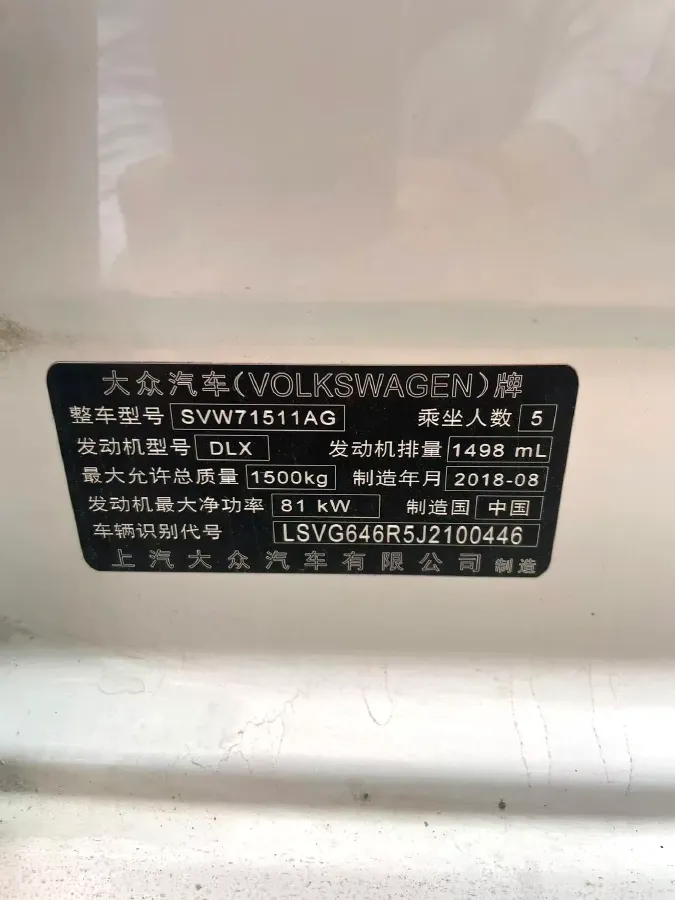 大众汽车(VOLKSWAGEN)牌
整车型号 SVW71511AG 乘坐人数 5
发动机型号 DLX 发动机排量 1498 mL
最大允许总质量 1500kg 制造年月 2018-08
发动机最大净功率 81 kW 制造国 中国
车辆识别代号 LSVG646R5J2100446
上汽大众汽车有限公司 制造